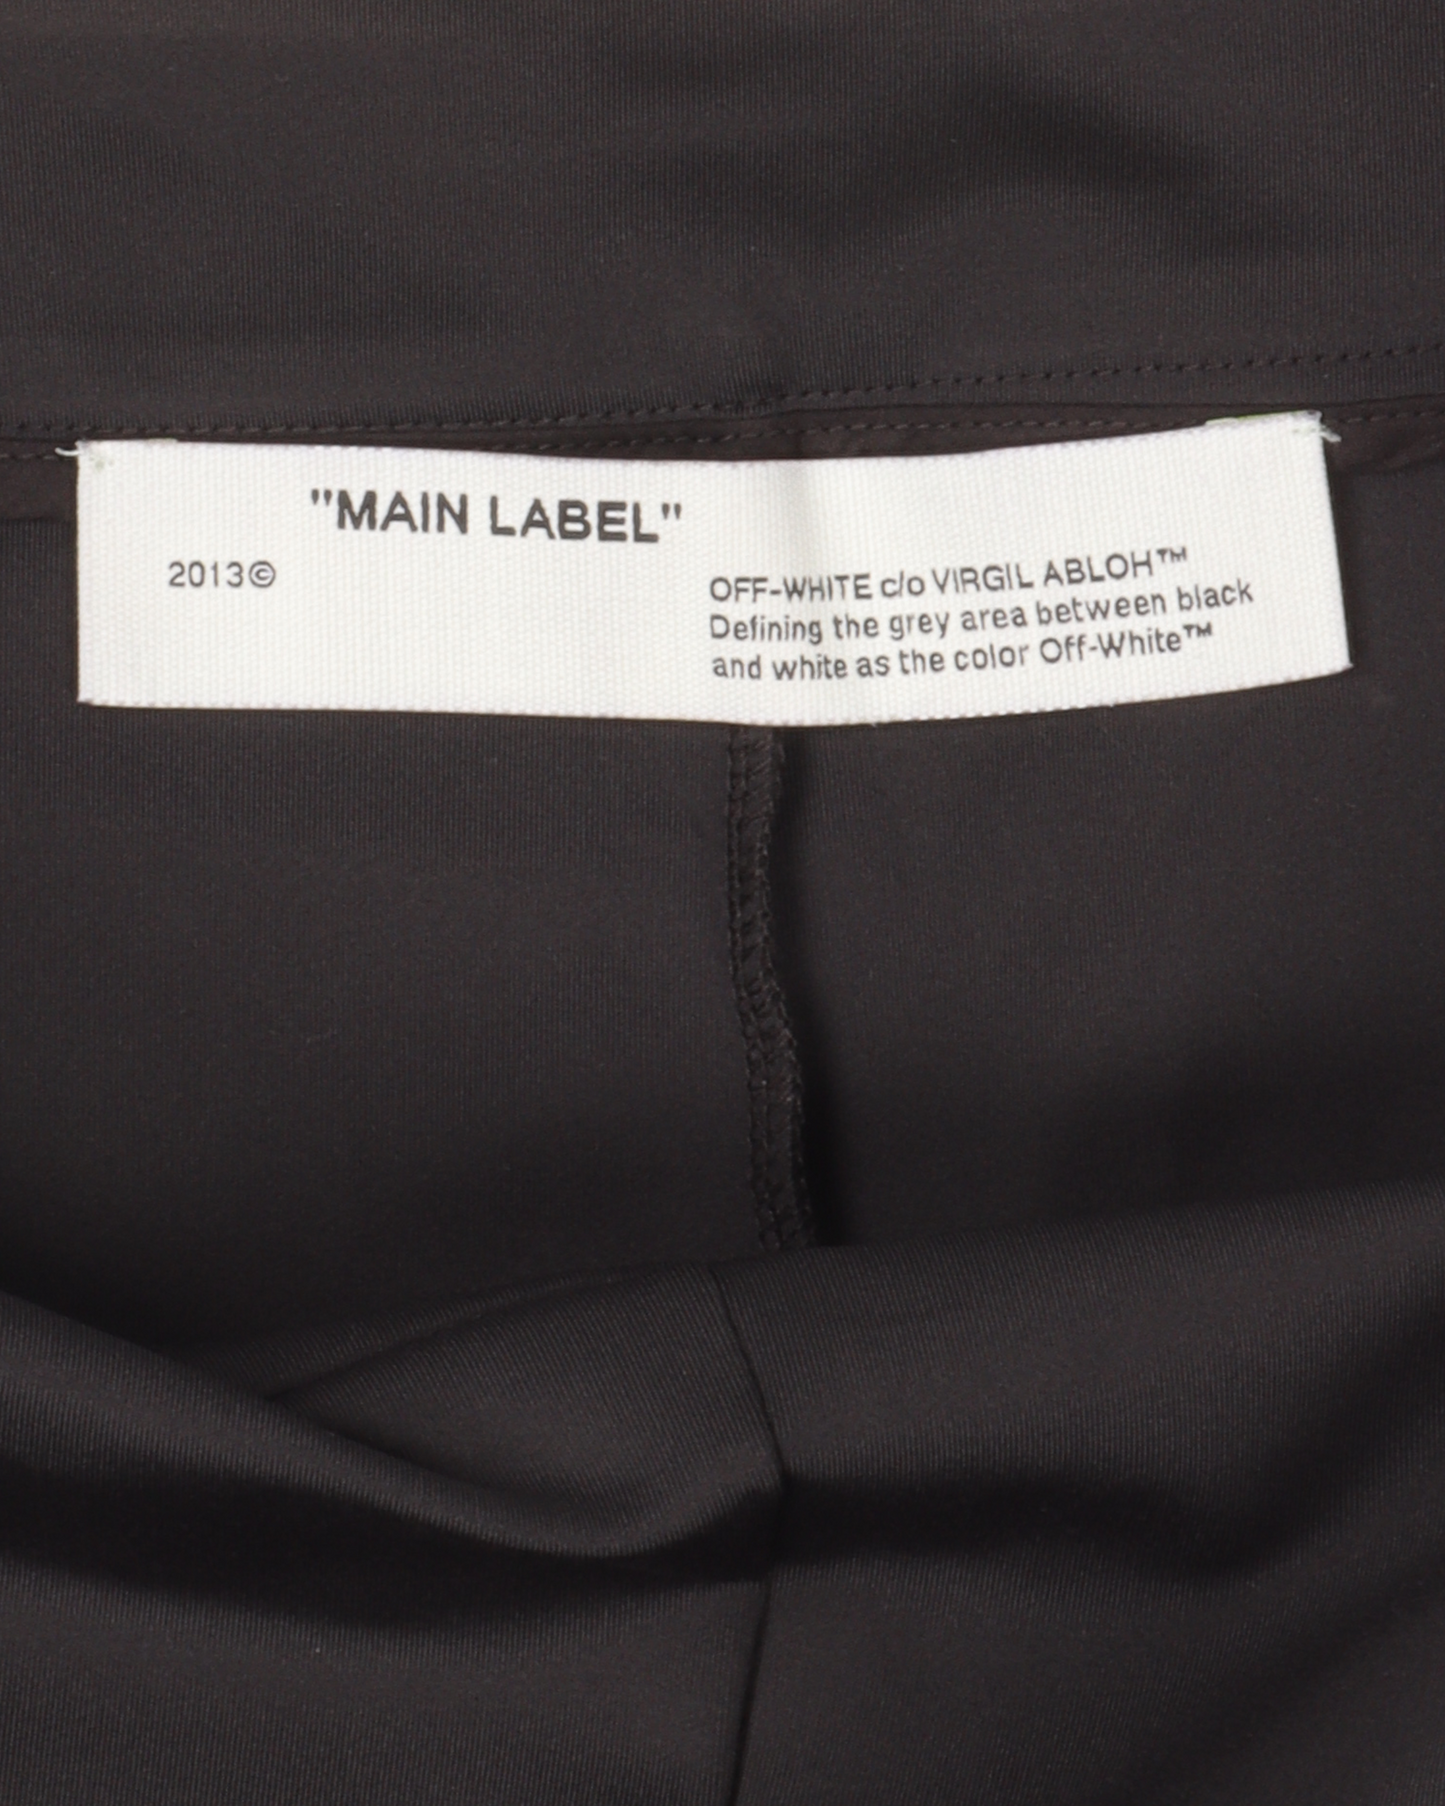 "MAIN LABEL"
2013©
OFF-WHITE c/o VIRGIL ABLOH™
Defining the grey area between black
and white as the color Off-White™